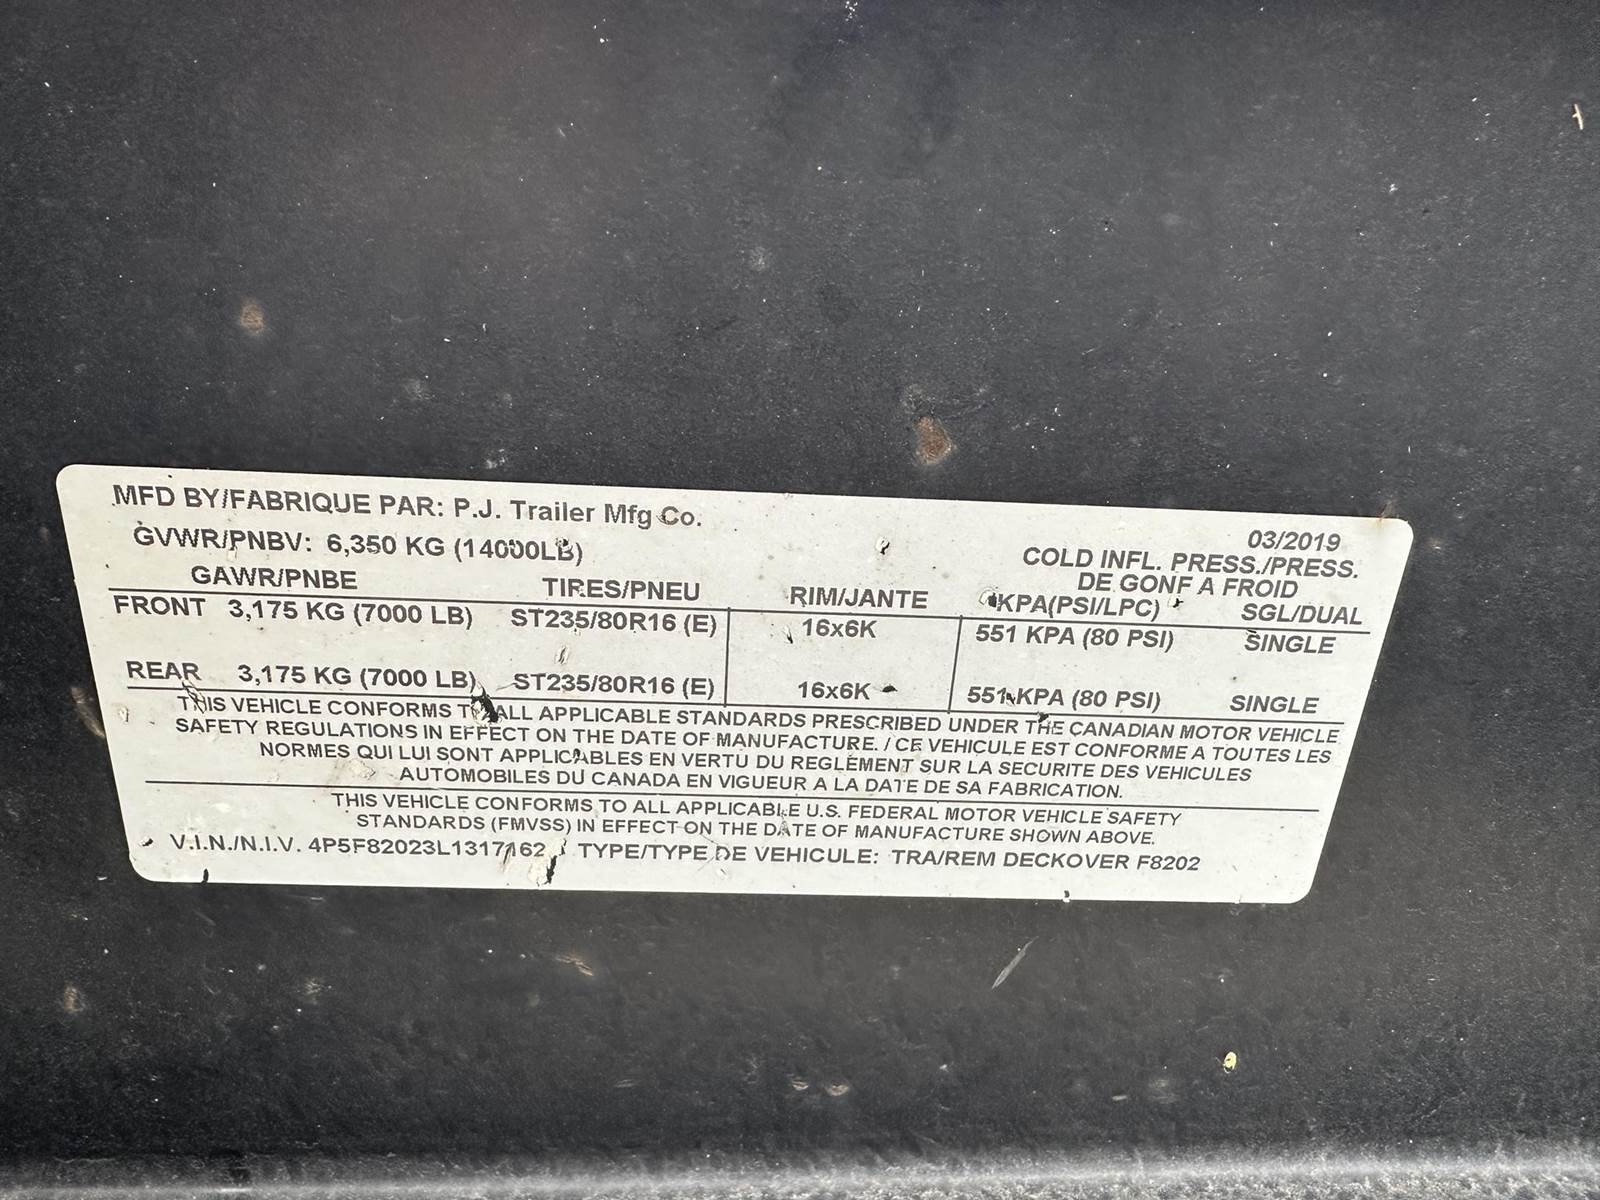 MFD BY/FABRIQUE PAR: P.J. Trailer Mfg Co.
03/2019
GVWR/PNBV: 6,350 KG (14000LB)
COLD INFL. PRESS./PRESS.
DE GONF A FROID
GAWR/PNBE TIRES/PNEU RIM/JANTE KPA(PSI/LPC) SGL/DUAL
FRONT 3,175 KG (7000 LB) ST235/80R16 (E) 16x6K 551 KPA (80 PSI) SINGLE
REAR 3,175 KG (7000 LB) ST235/80R16 (E) 16x6K 551 KPA (80 PSI) SINGLE
THIS VEHICLE CONFORMS TO ALL APPLICABLE STANDARDS PRESCRIBED UNDER THE CANADIAN MOTOR VEHICLE
SAFETY REGULATIONS IN EFFECT ON THE DATE OF MANUFACTURE. / CE VEHICULE EST CONFORME A TOUTES LES
NORMES QUI LUI SONT APPLICABLES EN VERTU DU REGLEMENT SUR LA SECURITE DES VEHICULES
AUTOMOBILES DU CANADA EN VIGUEUR A LA DATE DE SA FABRICATION.
THIS VEHICLE CONFORMS TO ALL APPLICABLE U.S. FEDERAL MOTOR VEHICLE SAFETY
STANDARDS (FMVSS) IN EFFECT ON THE DATE OF MANUFACTURE SHOWN ABOVE.
V.I.N./N.I.V. 4P5F82023L1317162 TYPE/TYPE DE VEHICULE: TRA/REM DECKOVER F8202